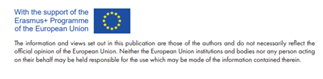 With the support of the
Erasmus+ Programme
of the European Union
The information and views set out in this publication are those of the authors and do not necessarily reflect the
official opinion of the European Union. Neither the European Union institutions and bodies nor any person acting
on their behalf may be held responsible for the use which may be made of the information contained therein.